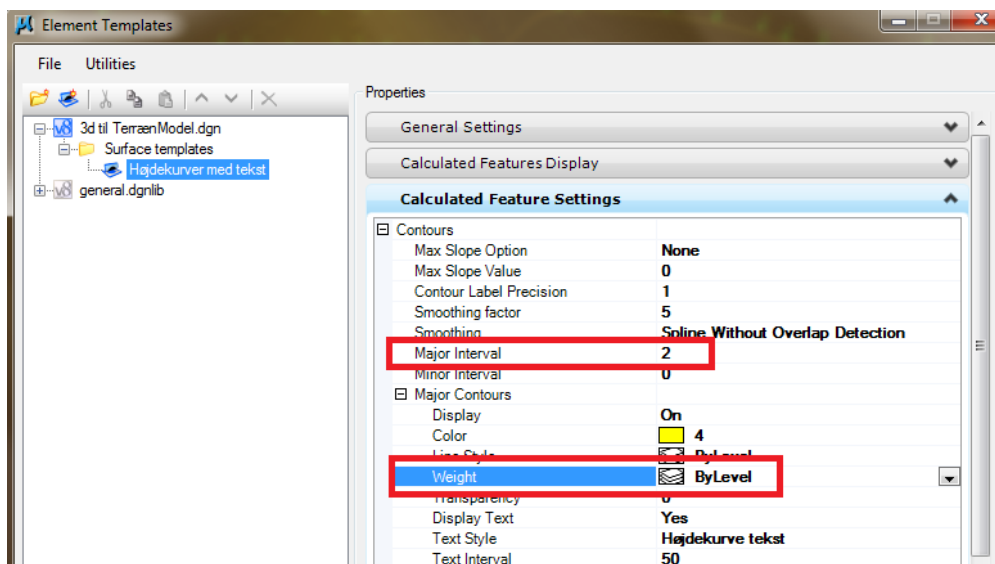 Element Templates
File Utilities
Properties
3d til TerrænModel.dgn
Surface templates
Højdekurver med tekst
general.dgnlib
General Settings
Calculated Features Display
Calculated Feature Settings
Contours
Max Slope Option None
Max Slope Value 0
Contour Label Precision 1
Smoothing factor 5
Smoothing Spline Without Overlap Detection
Major Interval 2
Minor Interval 0
Major Contours
Display On
Color 4
Line Style ByLevel
Weight ByLevel
Transparency 0
Display Text Yes
Text Style Højdekurve tekst
Text Interval 50